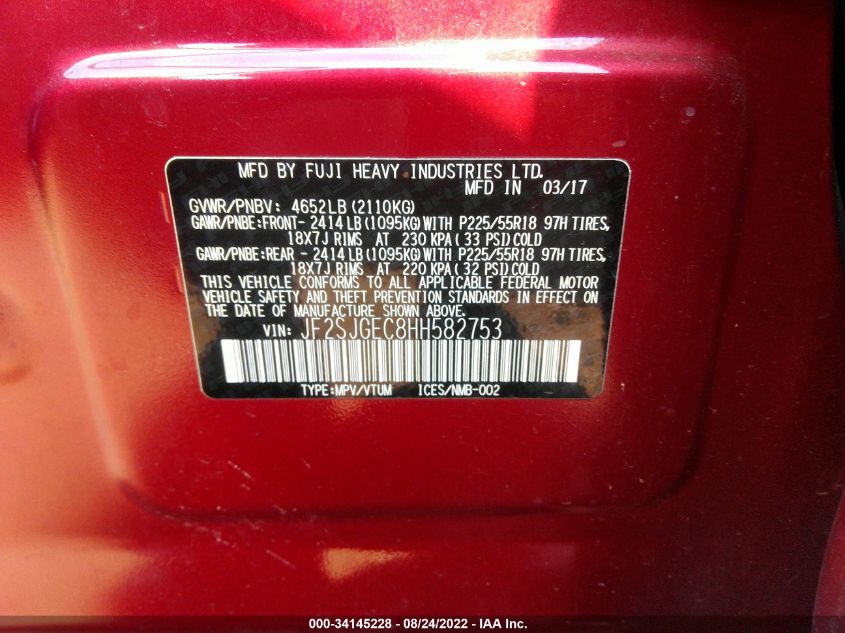 MFD BY FUJI HEAVY INDUSTRIES LTD.
MFD IN 03/17
GVWR/PNBV: 4652LB(2110KG)
GAWR/PNBE:FRONT- 2414LB(1095KG)WITH P225/55R18 97H TIRES,
18X7J RIMS AT 230 KPA(33 PSI)COLD
GAWR/PNBE:REAR - 2414LB(1095KG)WITH P225/55R18 97H TIRES,
18X7J RIMS AT 220 KPA(32 PSI)COLD
THIS VEHICLE CONFORMS TO ALL APPLICABLE FEDERAL MOTOR
VEHICLE SAFETY AND THEFT PREVENTION STANDARDS IN EFFECT ON
THE DATE OF MANUFACTURE SHOWN ABOVE.
VIN: JF2SJGEC8HH582753
TYPE:MPV/VTUM ICES/NMB-002
000-34145228 - 08/24/2022 - IAA Inc.